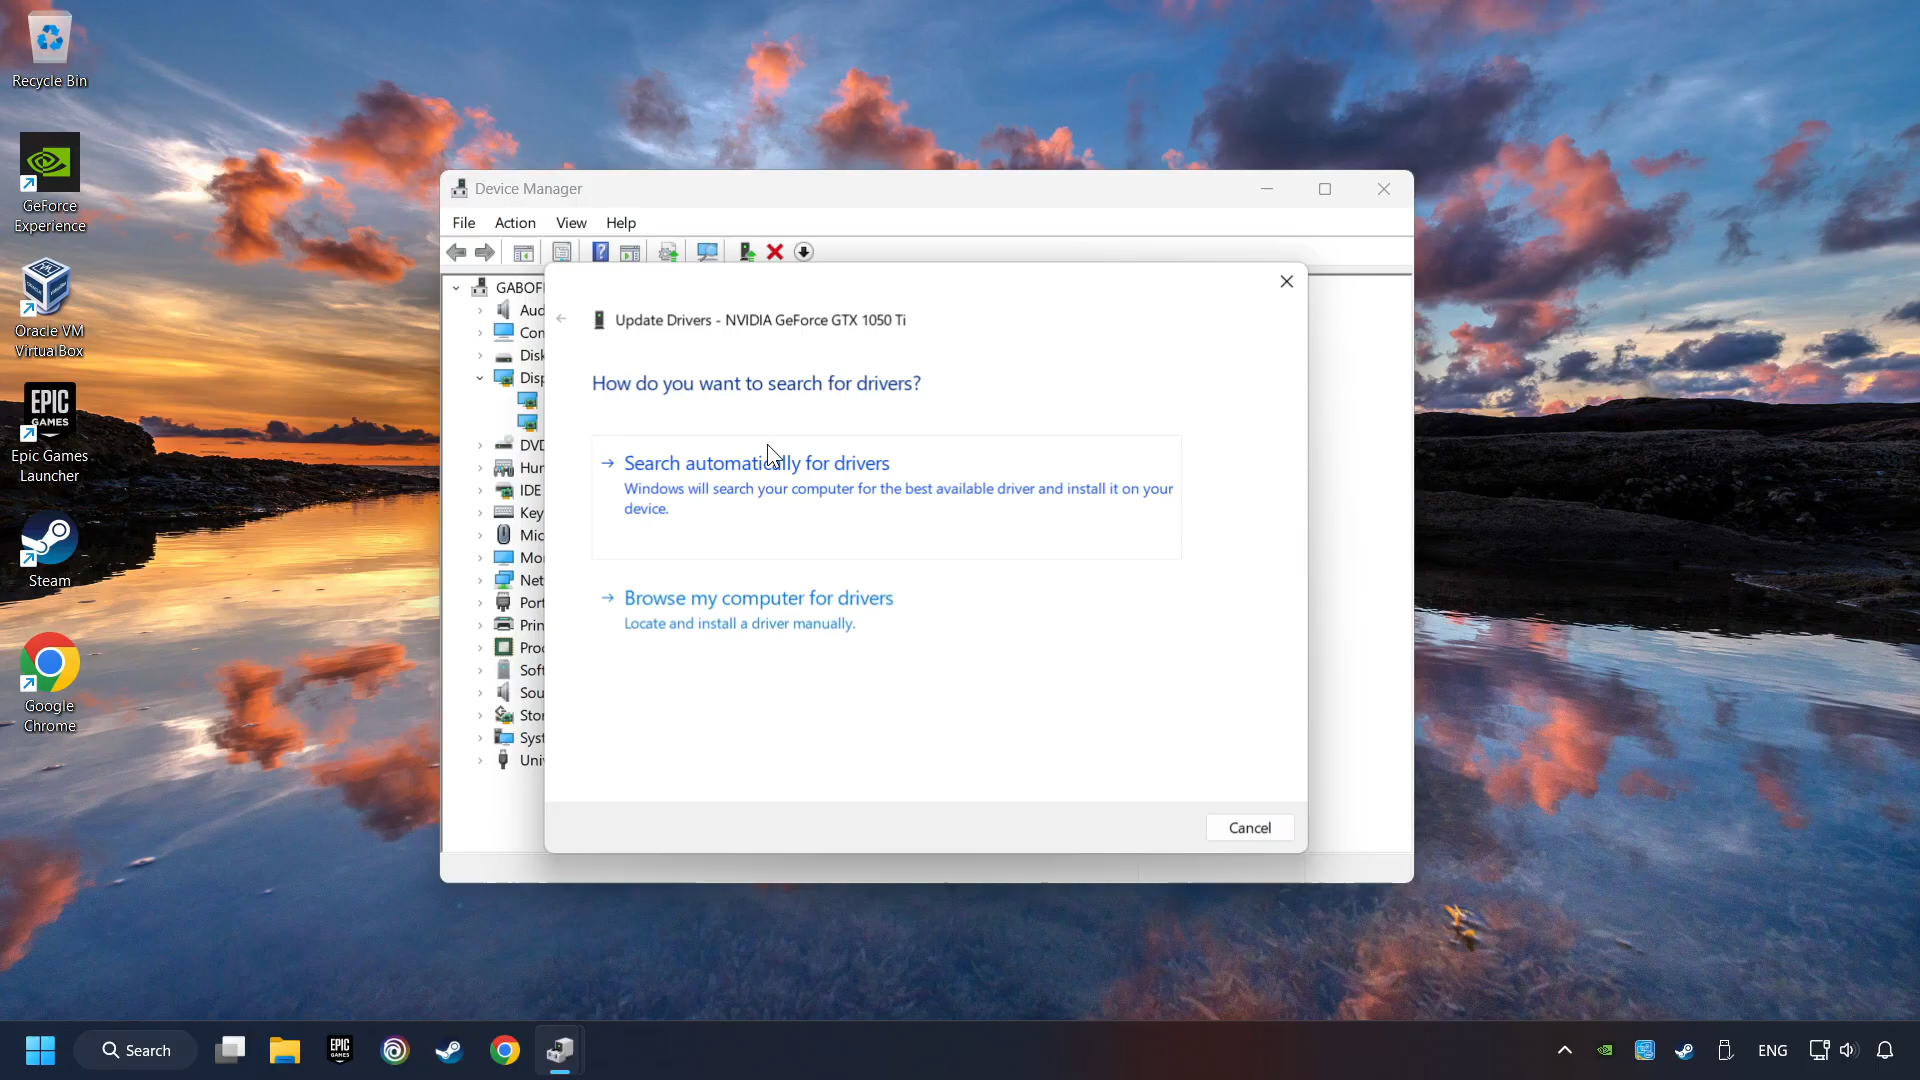 Recycle Bin
GeForce
Experience
Oracle VM
VirtualBox
EPIC
GAMES
Epic Games
Launcher
Steam
Google
Chrome
Device Manager
File Action View Help
GABOF
Aud
Con
Disk
Disp
DVD
Hur
IDE
Key
Mic
Mor
Net
Port
Prin
Proc
Soft
Sou
Stor
Syst
Univ
Update Drivers - NVIDIA GeForce GTX 1050 Ti
How do you want to search for drivers?
Search automatically for drivers
Windows will search your computer for the best available driver and install it on your
device.
Browse my computer for drivers
Locate and install a driver manually.
Cancel
Search
EPIC
GAMES
ENG